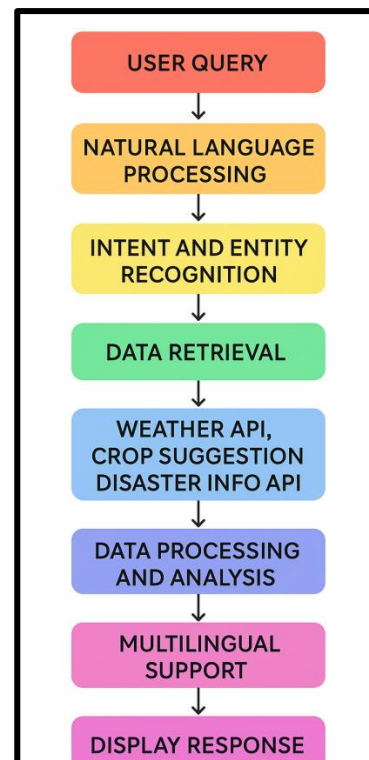 USER QUERY
NATURAL LANGUAGE
PROCESSING
INTENT AND ENTITY
RECOGNITION
DATA RETRIEVAL
WEATHER API,
CROP SUGGESTION
DISASTER INFO API
DATA PROCESSING
AND ANALYSIS
MULTILINGUAL
SUPPORT
DISPLAY RESPONSE